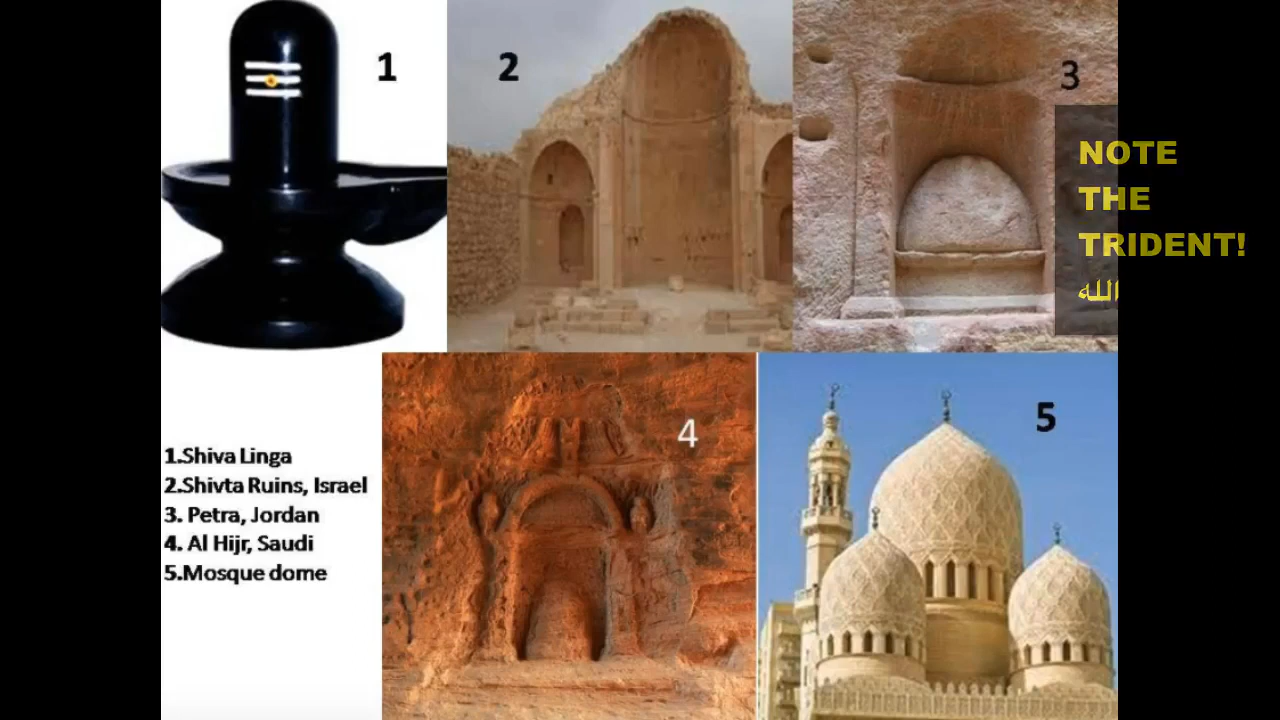 1
2
3
NOTE
THE
TRIDENT!
الله
4
5
1.Shiva Linga
2.Shivta Ruins, Israel
3. Petra, Jordan
4. Al Hijr, Saudi
5.Mosque dome